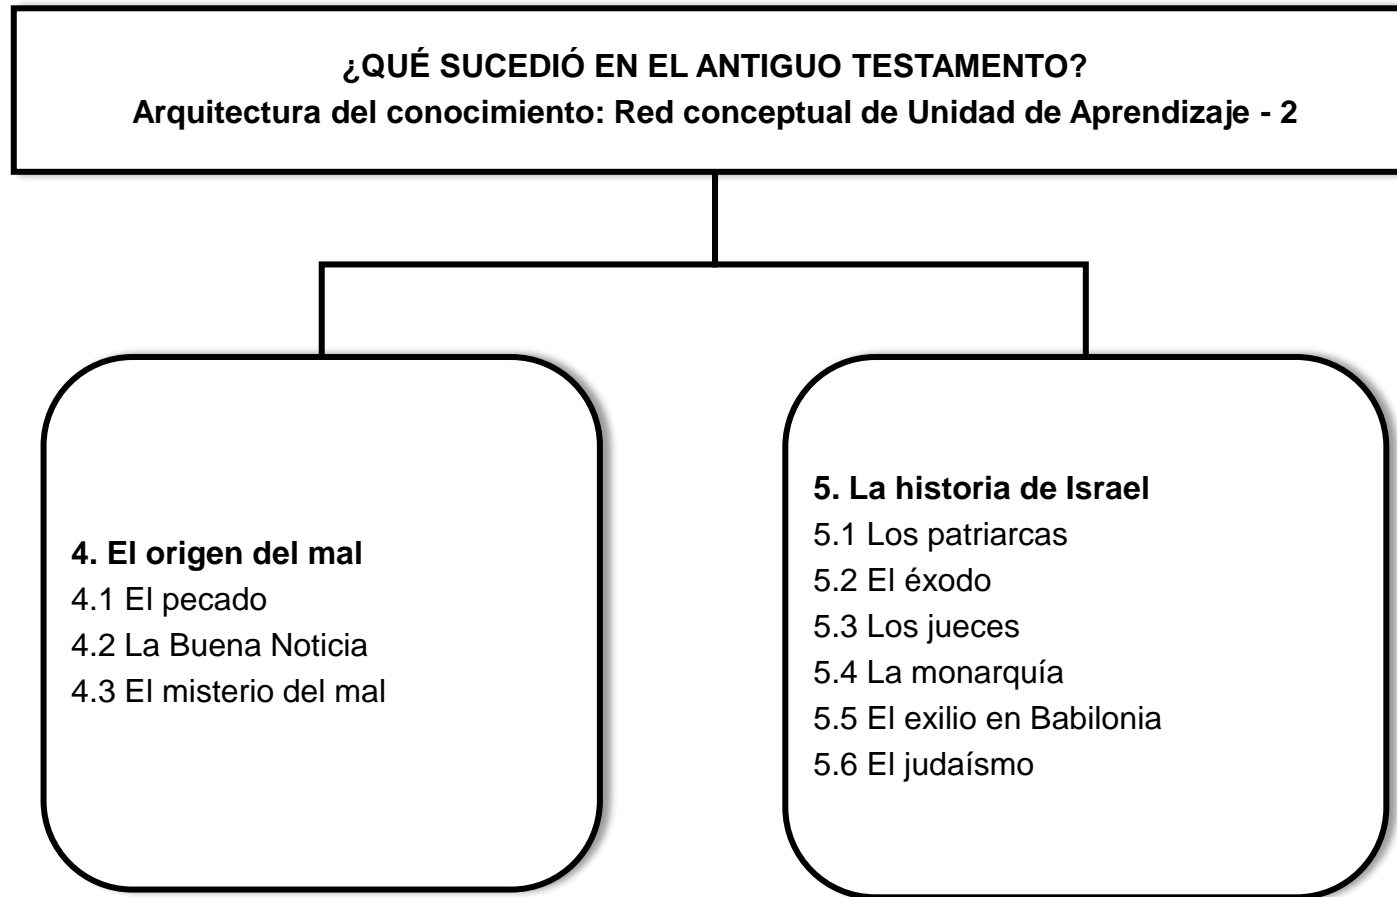 ¿QUÉ SUCEDIÓ EN EL ANTIGUO TESTAMENTO?
Arquitectura del conocimiento: Red conceptual de Unidad de Aprendizaje - 2
4. El origen del mal
4.1 El pecado
4.2 La Buena Noticia
4.3 El misterio del mal
5. La historia de Israel
5.1 Los patriarcas
5.2 El éxodo
5.3 Los jueces
5.4 La monarquía
5.5 El exilio en Babilonia
5.6 El judaísmo